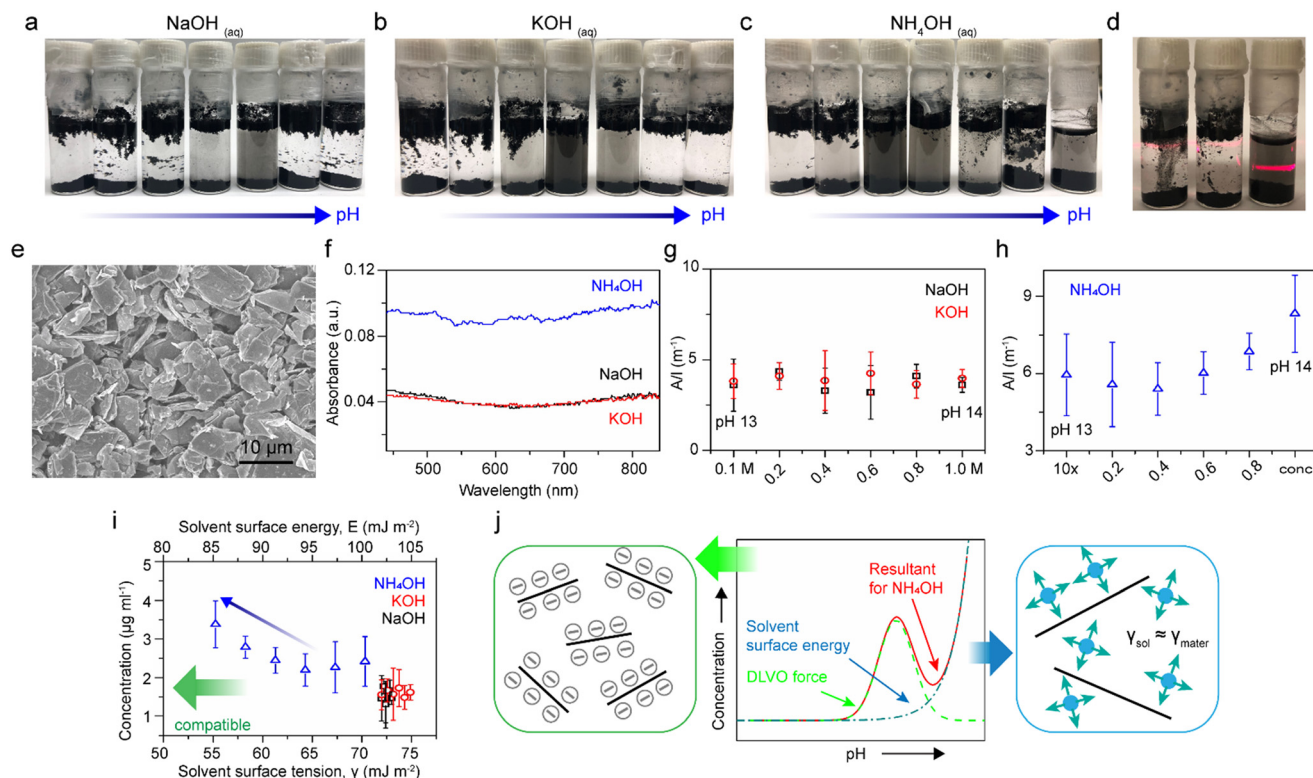 a
NaOH (aq)
b
KOH (aq)
c
NH₄OH (aq)
d
pH
pH
pH
e
10 µm
f
0.12
0.08
0.04
Absorbance (a.u.)
NH₄OH
NaOH
KOH
500 600 700 800
Wavelength (nm)
g
10
5
0
A/l (m⁻¹)
NaOH
KOH
pH 13
pH 14
0.1 M 0.2 0.4 0.6 0.8 1.0 M
h
9
6
3
A/l (m⁻¹)
NH₄OH
pH 13
pH 14
10x 0.2 0.4 0.6 0.8 conc.
i
Solvent surface energy, E (mJ m⁻²)
80 85 90 95 100 105
5
4
3
2
1
Concentration (µg ml⁻¹)
NH₄OH
KOH
NaOH
compatible
50 55 60 65 70 75
Solvent surface tension, γ (mJ m⁻²)
j
Concentration
Resultant
for NH₄OH
Solvent
surface energy
DLVO force
pH
γsol ≈ γmater